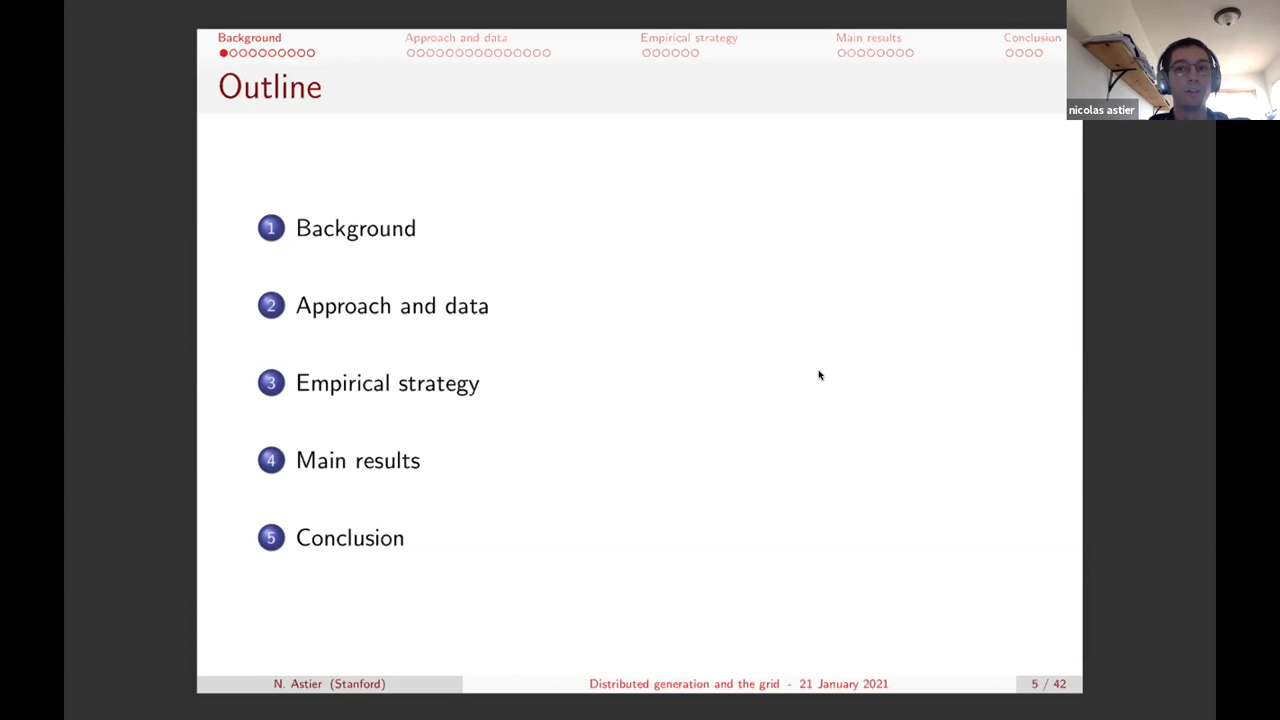 Background Approach and data Empirical strategy Main results Conclusion
nicolas astier
Outline
1 Background
2 Approach and data
3 Empirical strategy
4 Main results
5 Conclusion
N. Astier (Stanford) Distributed generation and the grid - 21 January 2021 5 / 42